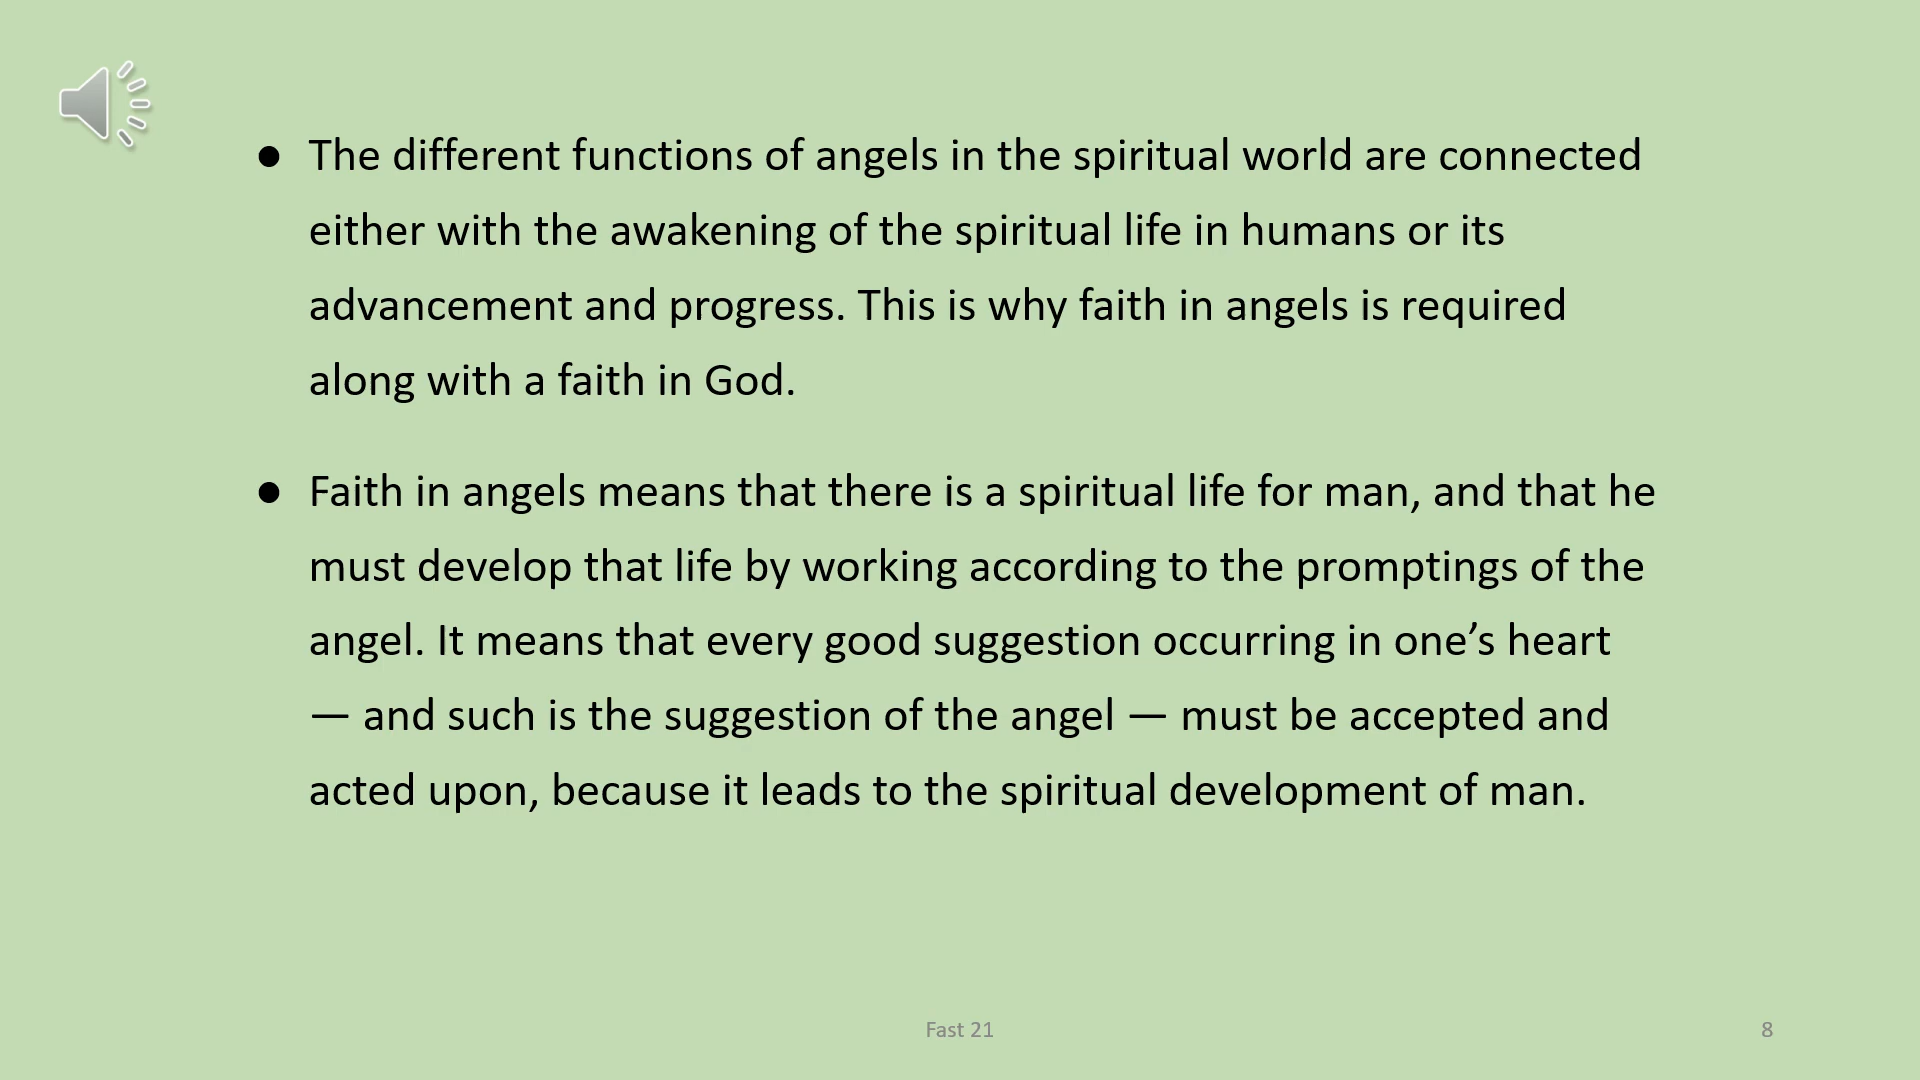 ● The different functions of angels in the spiritual world are connected
either with the awakening of the spiritual life in humans or its
advancement and progress. This is why faith in angels is required
along with a faith in God.
● Faith in angels means that there is a spiritual life for man, and that he
must develop that life by working according to the promptings of the
angel. It means that every good suggestion occurring in one’s heart
— and such is the suggestion of the angel — must be accepted and
acted upon, because it leads to the spiritual development of man.
Fast 21
8